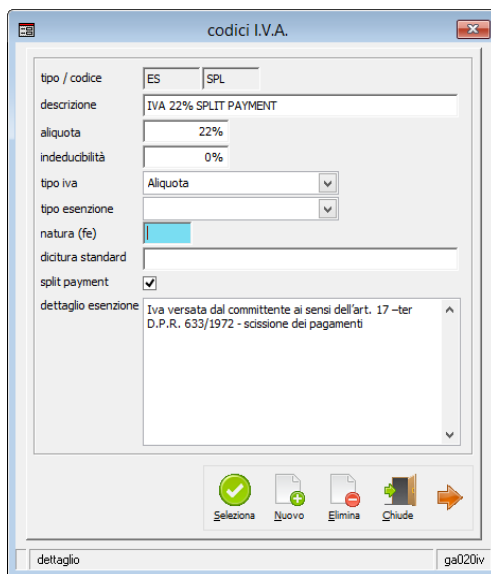 codici I.V.A.
tipo / codice ES SPL
descrizione IVA 22% SPLIT PAYMENT
aliquota 22%
indeducibilità 0%
tipo iva Aliquota
tipo esenzione
natura (fe)
dicitura standard
split payment
dettaglio esenzione Iva versata dal committente ai sensi dell'art. 17 –ter
D.P.R. 633/1972 - scissione dei pagamenti
Seleziona Nuovo Elimina Chiude
dettaglio ga020iv